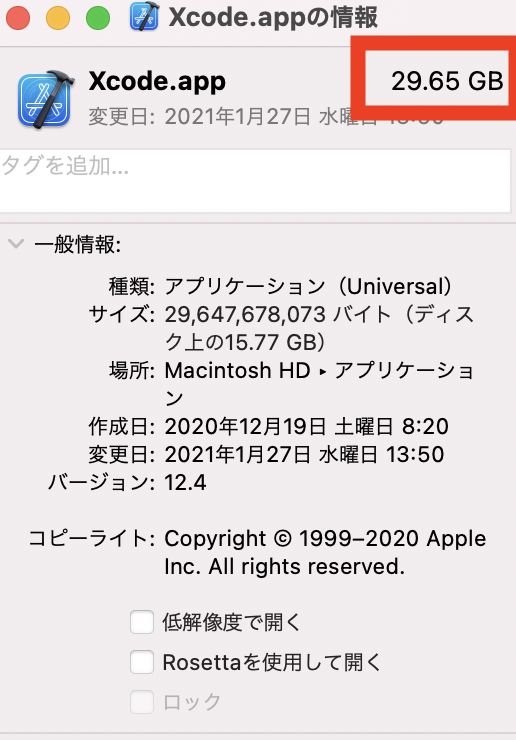 Xcode.appの情報
Xcode.app 29.65 GB
変更日: 2021年1月27日 水曜日
タグを追加...
一般情報:
種類: アプリケーション（Universal）
サイズ: 29,647,678,073 バイト（ディス
ク上の15.77 GB）
場所: Macintosh HD ▸ アプリケーショ
ン
作成日: 2020年12月19日 土曜日 8:20
変更日: 2021年1月27日 水曜日 13:50
バージョン: 12.4
コピーライト: Copyright © 1999–2020 Apple
Inc. All rights reserved.
低解像度で開く
Rosettaを使用して開く
ロック